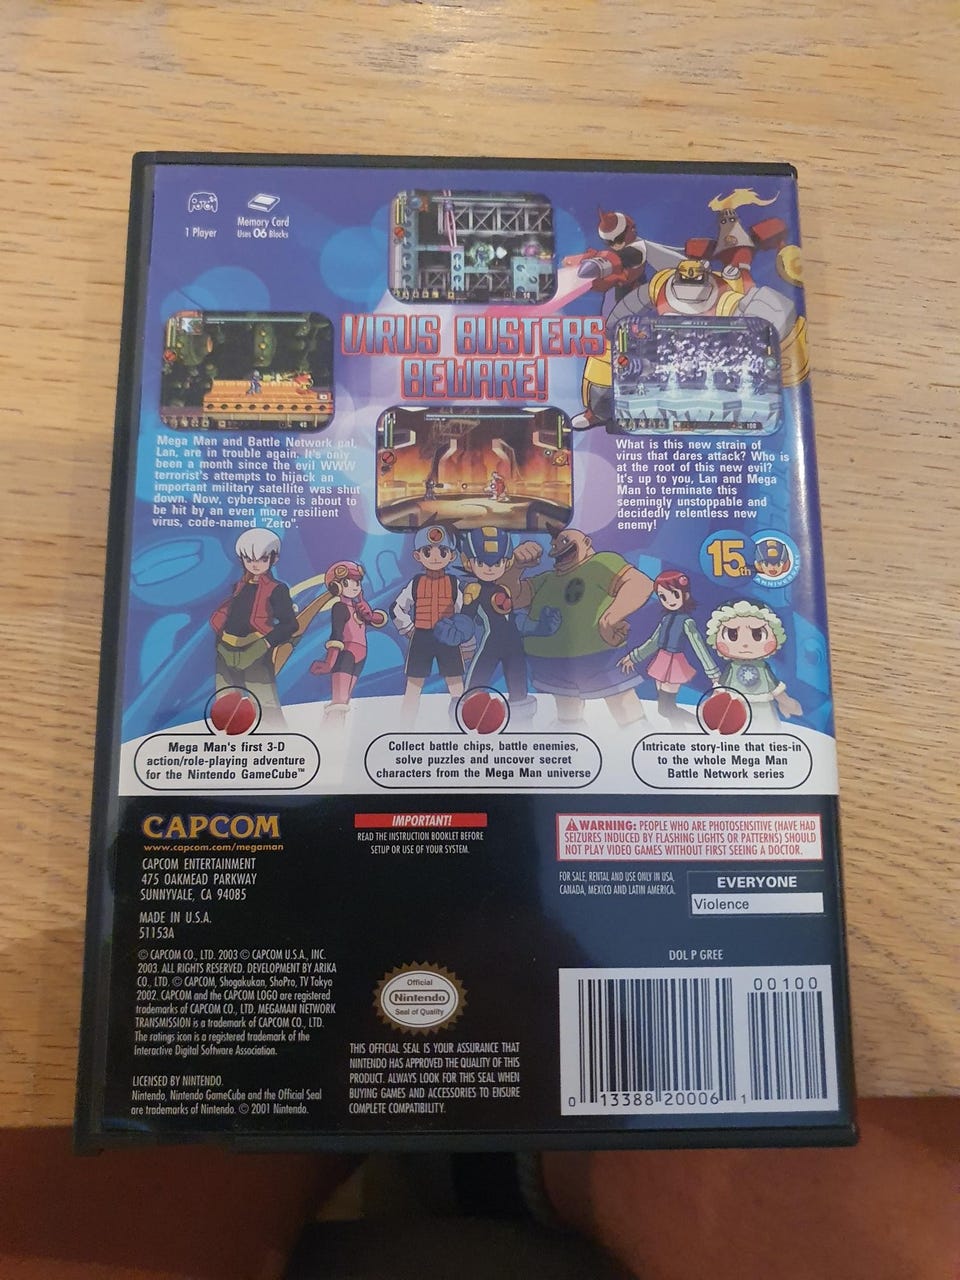 1 Player
Memory Card
Uses 06 Blocks
VIRUS BUSTERS
BEWARE!
Mega Man and Battle Network pal,
Lan, are in trouble again. It's only
been a month since the evil WWW
terrorist's attempts to hijack an
important military satellite was shut
down. Now, cyberspace is about to
be hit by an even more resilient
virus, code-named "Zero".
What is this new strain of
virus that dares attack? Who is
at the root of this new evil?
It's up to you, Lan and Mega
Man to terminate this
seemingly unstoppable and
decidedly relentless new
enemy!
15th
ANNIVERSARY
Mega Man's first 3-D
action/role-playing adventure
for the Nintendo GameCube™
Collect battle chips, battle enemies,
solve puzzles and uncover secret
characters from the Mega Man universe
Intricate story-line that ties-in
to the whole Mega Man
Battle Network series
CAPCOM
www.capcom.com/megaman
CAPCOM ENTERTAINMENT
475 OAKMEAD PARKWAY
SUNNYVALE, CA 94085
MADE IN U.S.A.
51153A
© CAPCOM CO., LTD. 2003 © CAPCOM U.S.A., INC.
2003. ALL RIGHTS RESERVED. DEVELOPMENT BY ARIKA
CO., LTD. © CAPCOM, Shogakukan, ShoPro, TV Tokyo
2002. CAPCOM and the CAPCOM LOGO are registered
trademarks of CAPCOM CO., LTD. MEGAMAN NETWORK
TRANSMISSION is a trademark of CAPCOM CO., LTD.
The ratings icon is a registered trademark of the
Interactive Digital Software Association.
LICENSED BY NINTENDO.
Nintendo, Nintendo GameCube and the Official Seal
are trademarks of Nintendo. © 2001 Nintendo.
IMPORTANT!
READ THE INSTRUCTION BOOKLET BEFORE
SETUP OR USE OF YOUR SYSTEM.
Official
Nintendo
Seal of Quality
THIS OFFICIAL SEAL IS YOUR ASSURANCE THAT
NINTENDO HAS APPROVED THE QUALITY OF THIS
PRODUCT. ALWAYS LOOK FOR THIS SEAL WHEN
BUYING GAMES AND ACCESSORIES TO ENSURE
COMPLETE COMPATIBILITY.
WARNING: PEOPLE WHO ARE PHOTOSENSITIVE (HAVE HAD
SEIZURES INDUCED BY FLASHING LIGHTS OR PATTERNS) SHOULD
NOT PLAY VIDEO GAMES WITHOUT FIRST SEEING A DOCTOR.
FOR SALE, RENTAL AND USE ONLY IN USA,
CANADA, MEXICO AND LATIN AMERICA.
EVERYONE
Violence
DOL P GREE
00100
0 13388 20006 1